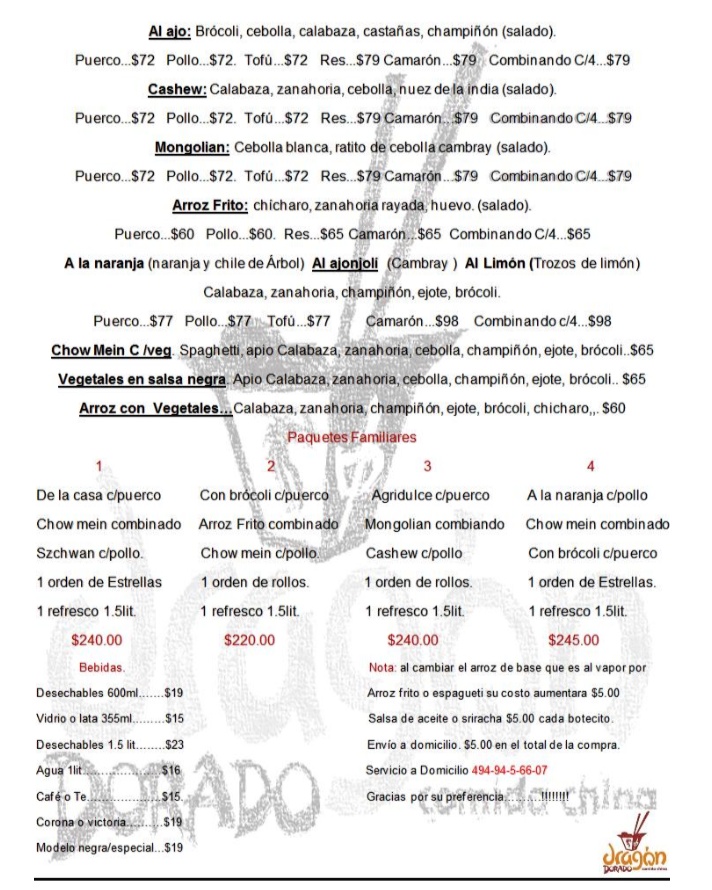 Al ajo: Brócoli, cebolla, calabaza, castañas, champiñón (salado).
Puerco...$72 Pollo...$72. Tofú...$72 Res...$79 Camarón...$79 Combinando C/4...$79
Cashew: Calabaza, zanahoria, cebolla, nuez de la india (salado).
Puerco...$72 Pollo...$72. Tofú...$72 Res...$79 Camarón...$79 Combinando C/4...$79
Mongolian: Cebolla blanca, ratito de cebolla cambray (salado).
Puerco...$72 Pollo...$72. Tofú...$72 Res...$79 Camarón...$79 Combinando C/4...$79
Arroz Frito: chícharo, zanahoria rayada, huevo. (salado).
Puerco...$60 Pollo...$60. Res...$65 Camarón...$65 Combinando C/4...$65
A la naranja (naranja y chile de Árbol) Al ajonjolí (Cambray ) Al Limón (Trozos de limón)
Calabaza, zanahoria, champiñón, ejote, brócoli.
Puerco...$77 Pollo...$77 Tofú...$77 Camarón...$98 Combinando c/4...$98
Chow Mein C /veg. Spaghetti, apio Calabaza, zanahoria, cebolla, champiñón, ejote, brócoli..$65
Vegetales en salsa negra. Apio Calabaza, zanahoria, cebolla, champiñón, ejote, brócoli.. $65
Arroz con Vegetales...Calabaza, zanahoria, champiñón, ejote, brócoli, chicharo,,. $60
Paquetes Familiares
1 2 3 4
De la casa c/puerco Con brócoli c/puerco Agridulce c/puerco A la naranja c/pollo
Chow mein combinado Arroz Frito combinado Mongolian combiando Chow mein combinado
Szchwan c/pollo. Chow mein c/pollo. Cashew c/pollo Con brócoli c/puerco
1 orden de Estrellas 1 orden de rollos. 1 orden de rollos. 1 orden de Estrellas.
1 refresco 1.5lit. 1 refresco 1.5lit. 1 refresco 1.5lit. 1 refresco 1.5lit.
$240.00 $220.00 $240.00 $245.00
Bebidas.
Desechables 600ml.......$19
Vidrio o lata 355ml.........$15
Desechables 1.5 lit........$23
Agua 1lit......................$16
Café o Te....................$15.
Corona o victoria..........$19
Modelo negra/especial...$19
Nota: al cambiar el arroz de base que es al vapor por
Arroz frito o espagueti su costo aumentara $5.00
Salsa de aceite o sriracha $5.00 cada botecito.
Envío a domicilio. $5.00 en el total de la compra.
Servicio a Domicilio 494-94-5-66-07
Gracias por su preferencia.........!!!!!!!!
dragón
DORADO
comida china
dragón
DORADO comida china